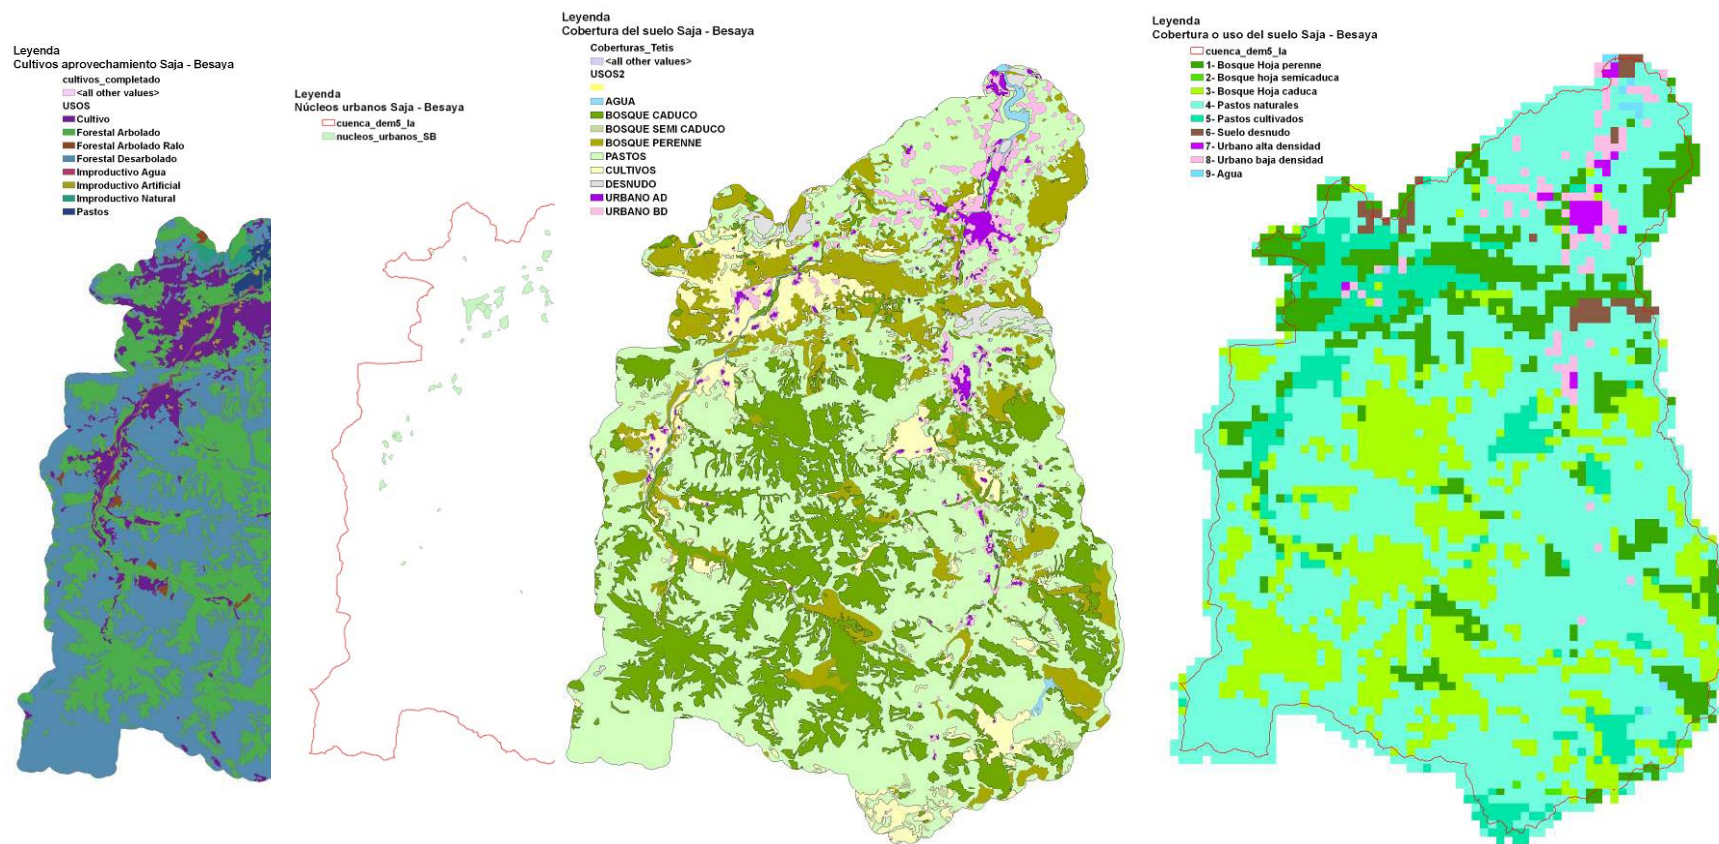 Leyenda
Cultivos aprovechamiento Saja - Besaya
cultivos_completado
<all other values>
USOS
Cultivo
Forestal Arbolado
Forestal Arbolado Ralo
Forestal Desarbolado
Improductivo Agua
Improductivo Artificial
Improductivo Natural
Pastos
Leyenda
Núcleos urbanos Saja - Besaya
cuenca_dem5_la
nucleos_urbanos_SB
Leyenda
Cobertura del suelo Saja - Besaya
Coberturas_Tetis
<all other values>
USOS2
AGUA
BOSQUE CADUCO
BOSQUE SEMI CADUCO
BOSQUE PERENNE
PASTOS
CULTIVOS
DESNUDO
URBANO AD
URBANO BD
Leyenda
Cobertura o uso del suelo Saja - Besaya
cuenca_dem5_la
1- Bosque Hoja perenne
2- Bosque hoja semicaduca
3- Bosque Hoja caduca
4- Pastos naturales
5- Pastos cultivados
6- Suelo desnudo
7- Urbano alta densidad
8- Urbano baja densidad
9- Agua